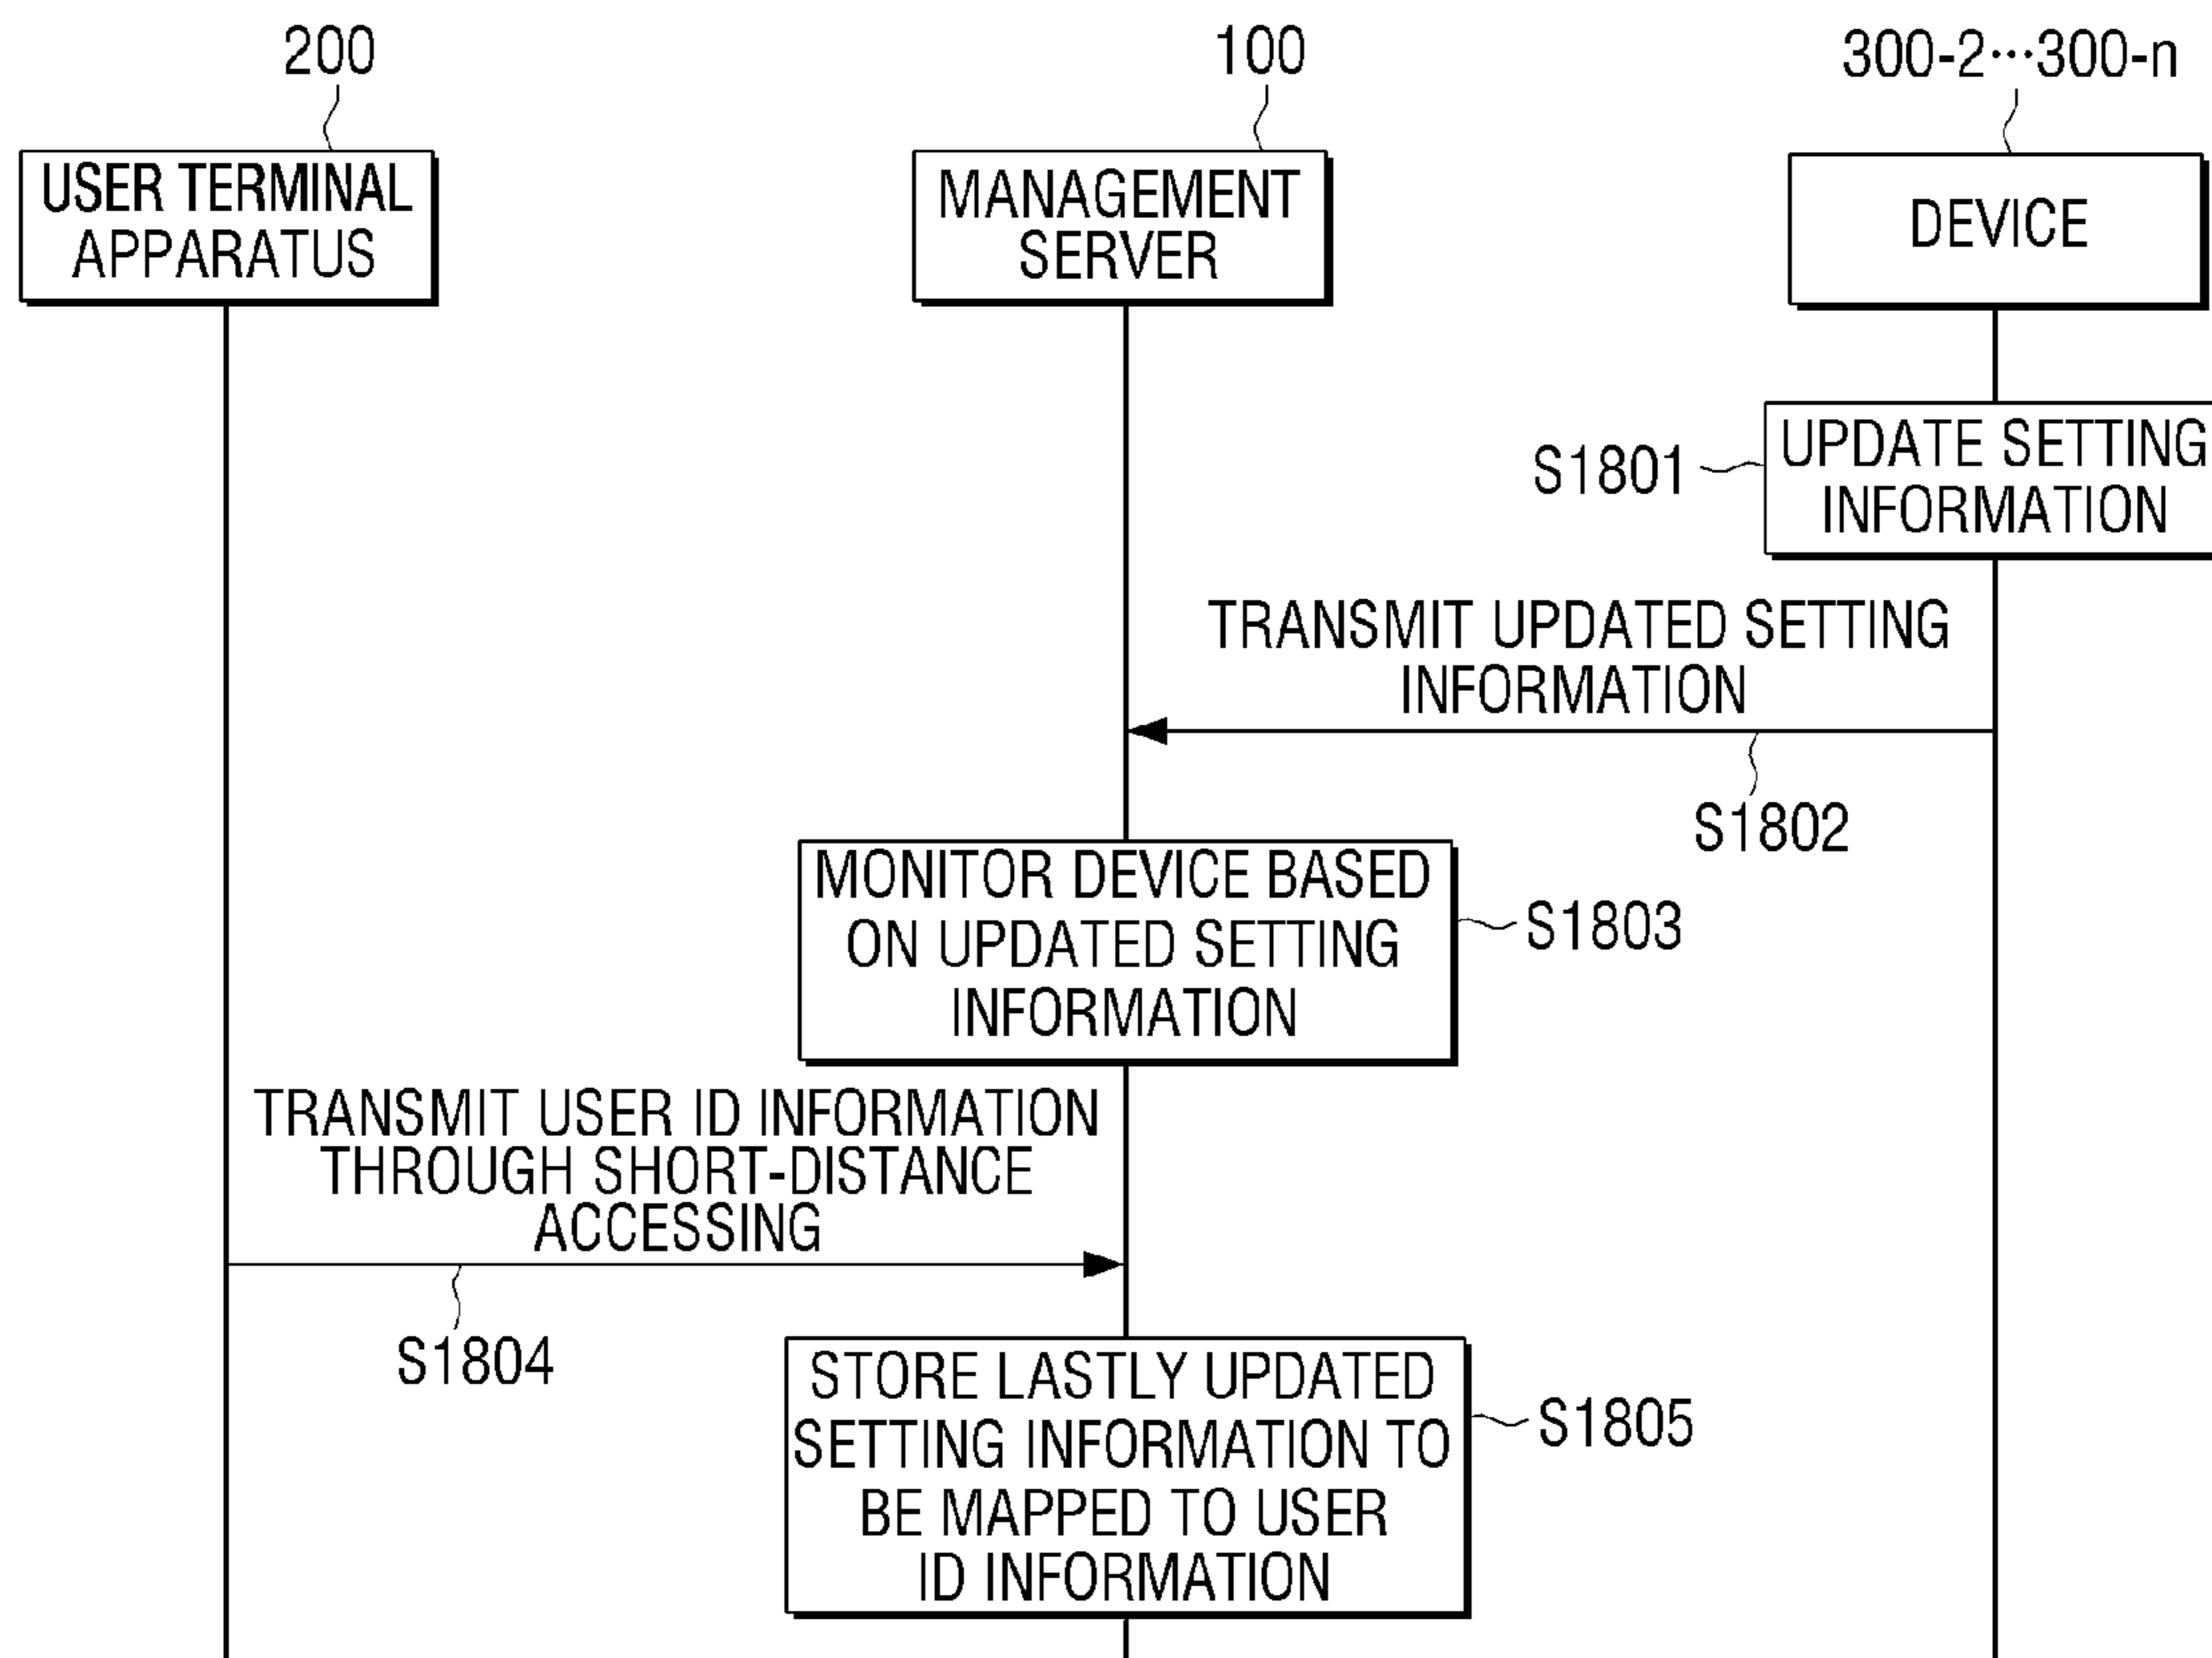 200
100
300-2···300-n
USER TERMINAL
APPARATUS
MANAGEMENT
SERVER
DEVICE
S1801
UPDATE SETTING
INFORMATION
TRANSMIT UPDATED SETTING
INFORMATION
S1802
MONITOR DEVICE BASED
ON UPDATED SETTING
INFORMATION
S1803
TRANSMIT USER ID INFORMATION
THROUGH SHORT-DISTANCE
ACCESSING
S1804
STORE LASTLY UPDATED
SETTING INFORMATION TO
BE MAPPED TO USER
ID INFORMATION
S1805